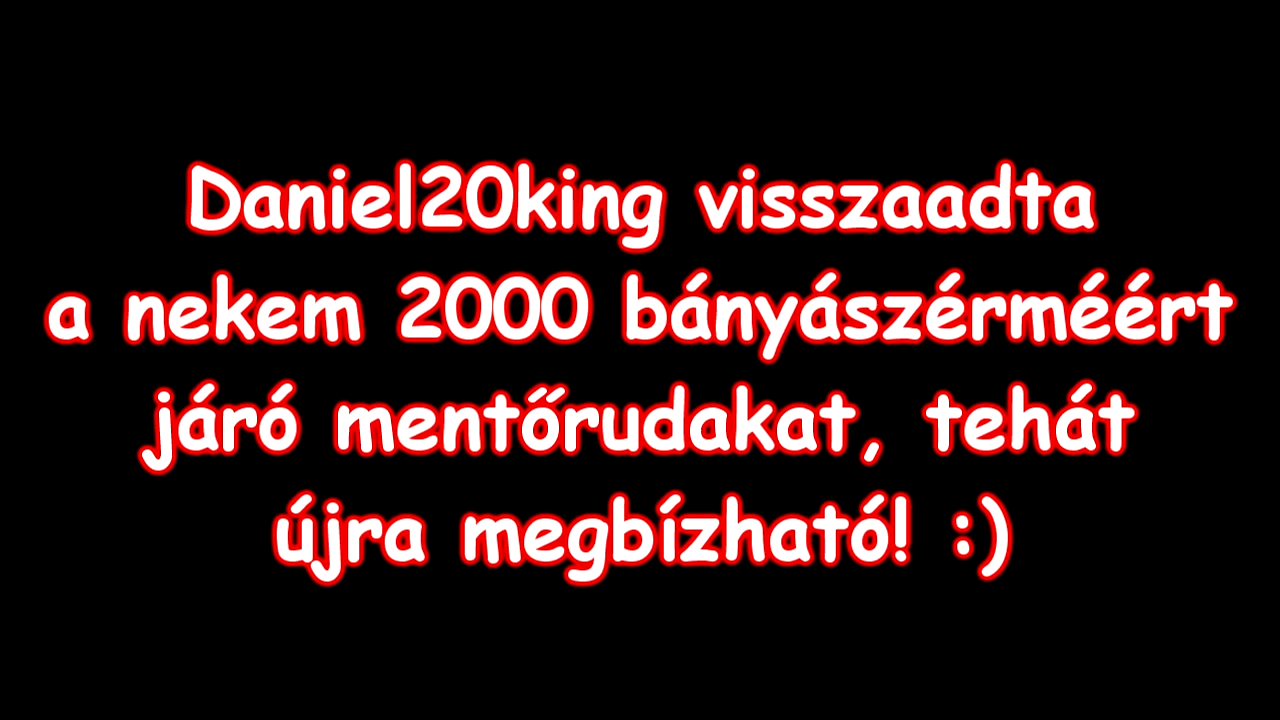 Daniel20king visszaadta
a nekem 2000 bányászérméért
járó mentőrudakat, tehát
újra megbízható! :)